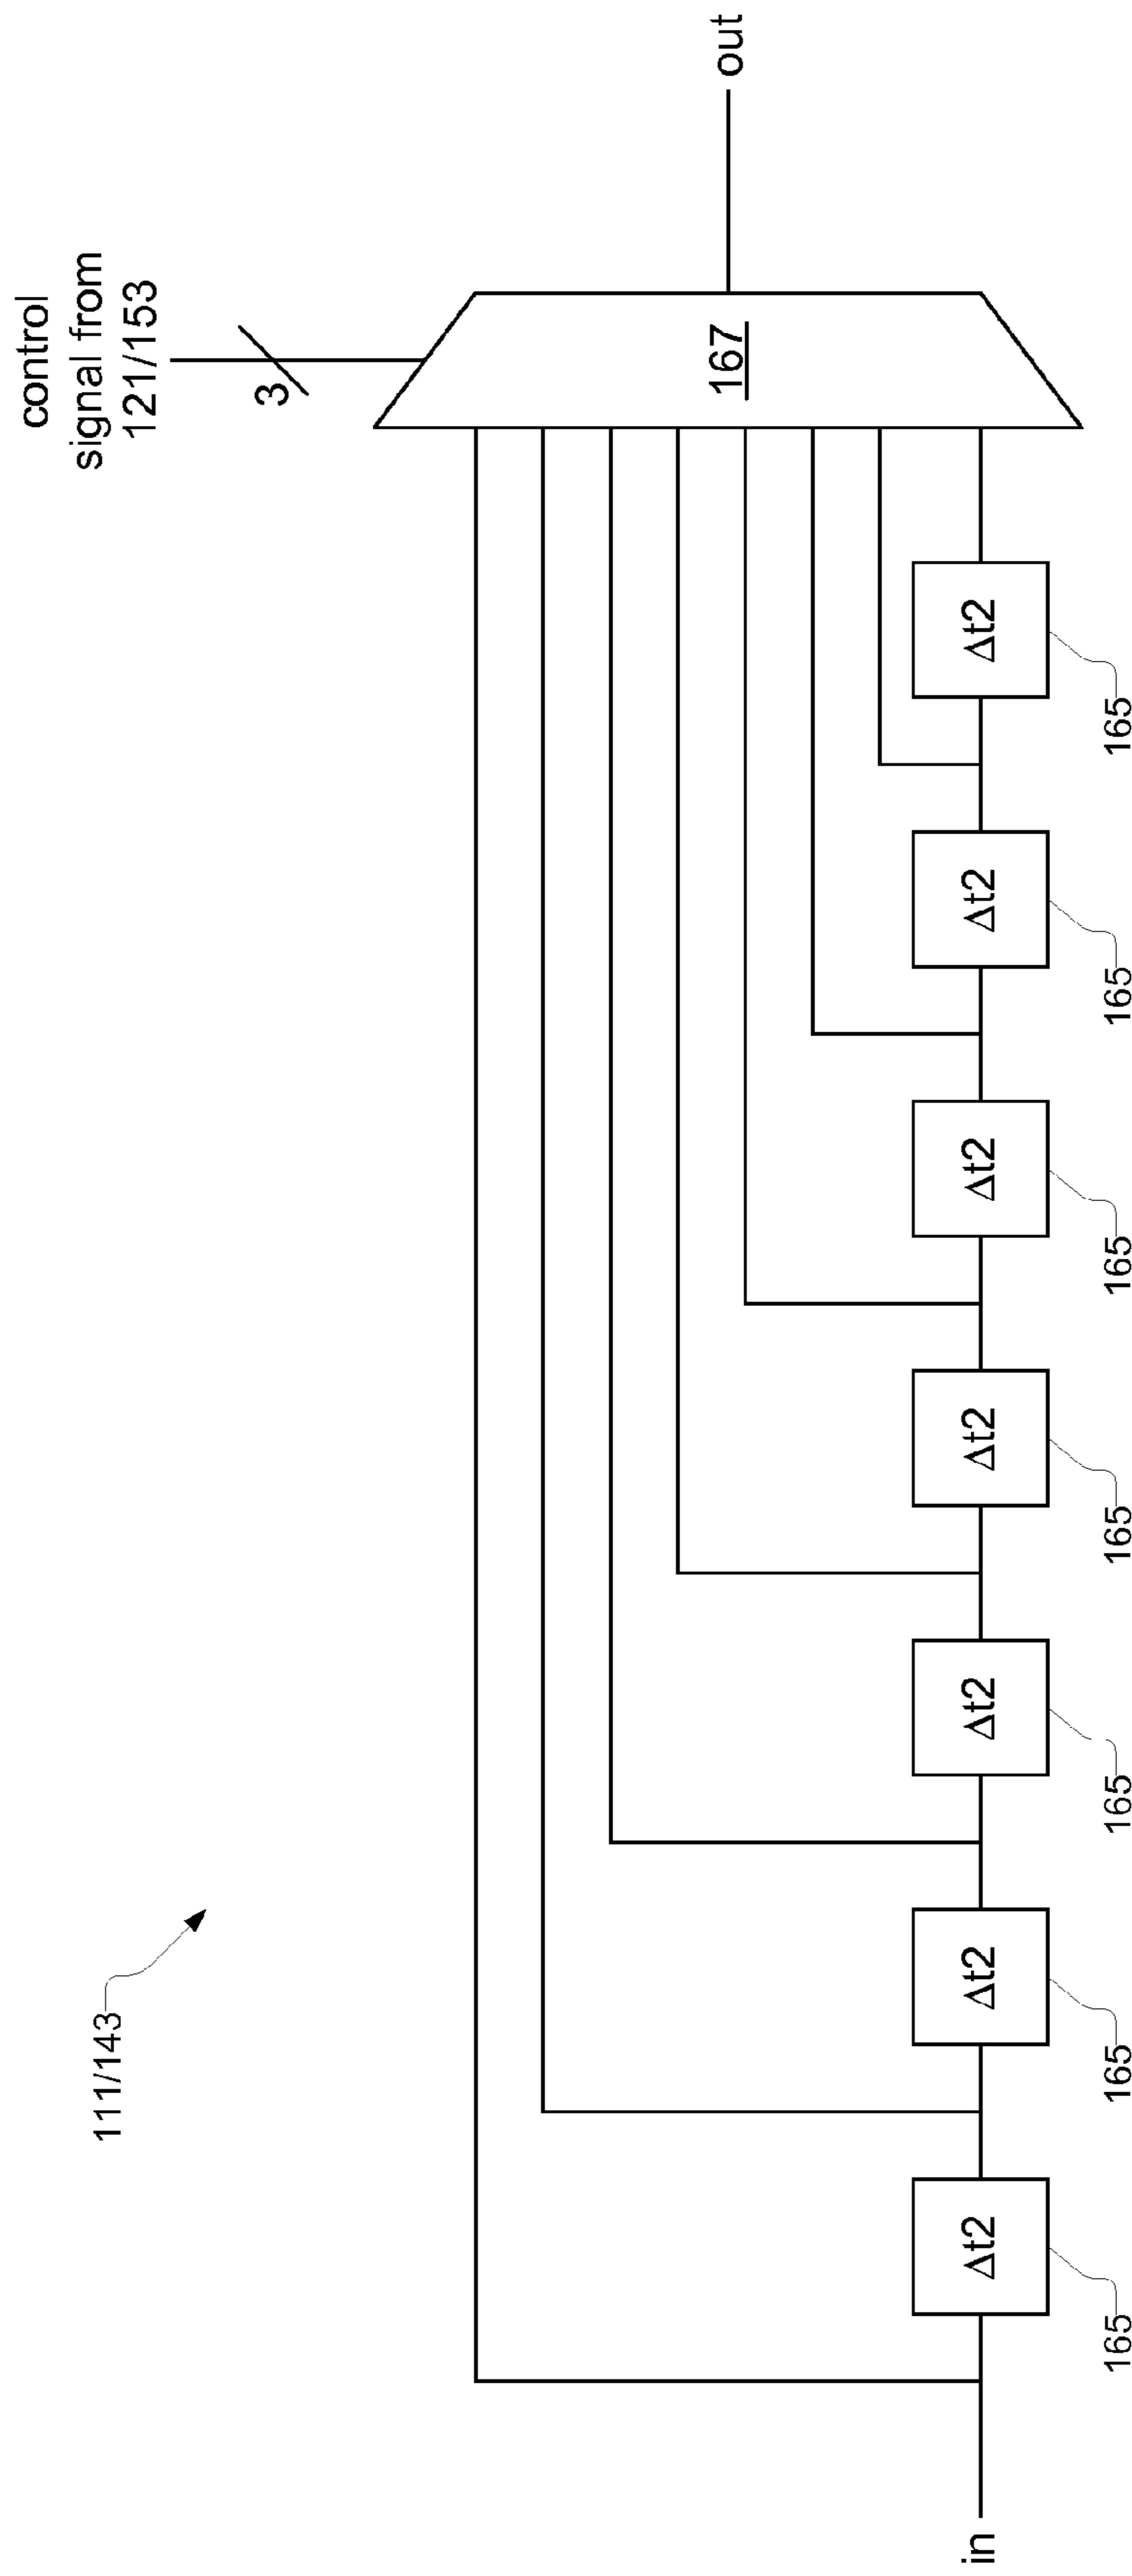 111/143
control
signal from
121/153
3
167
out
in
Δt2
Δt2
Δt2
Δt2
Δt2
Δt2
Δt2
165
165
165
165
165
165
165